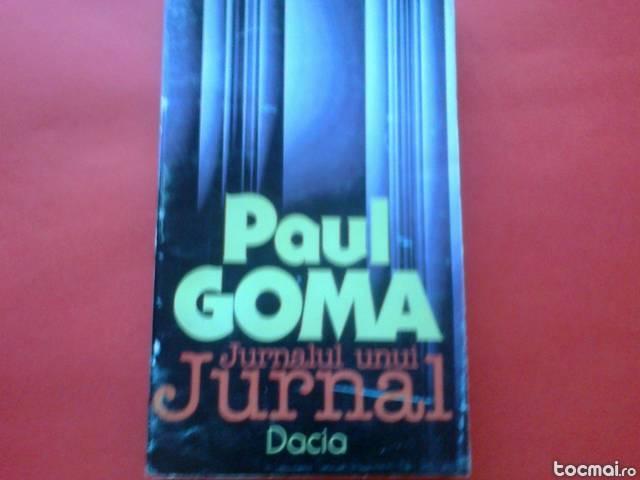 Paul
GOMA
Jurnalul unui
Jurnal
Dacia
tocmai.ro